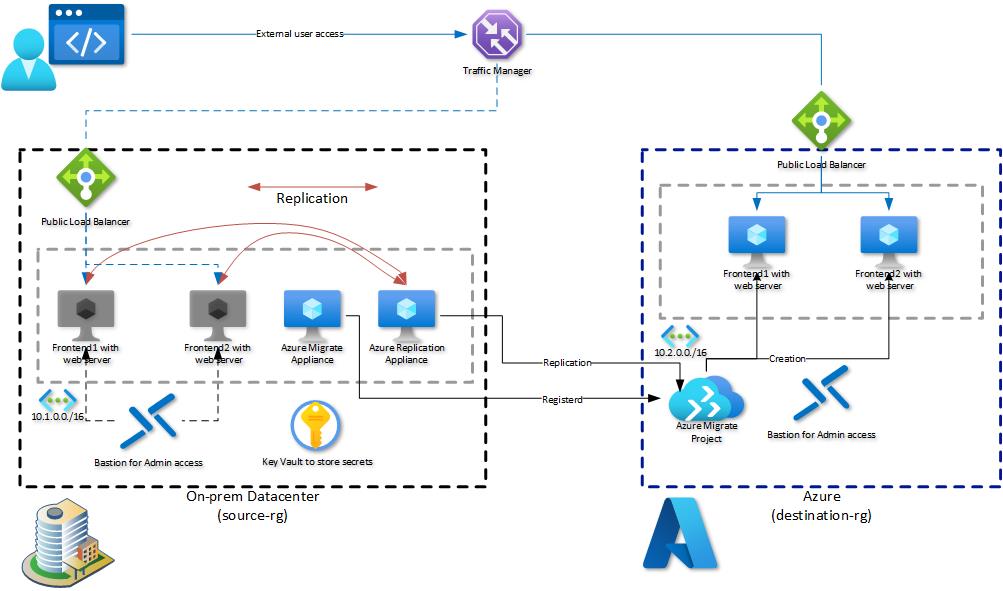 External user access
Traffic Manager
Public Load Balancer
Replication
Public Load Balancer
Frontend1 with
web server
Frontend2 with
web server
Azure Migrate
Appliance
Azure Replication
Appliance
Frontend1 with
web server
Frontend2 with
web server
10.1.0.0./16
Bastion for Admin access
Key Vault to store secrets
Replication
Registerd
10.2.0.0./16
Creation
Azure Migrate
Project
Bastion for Admin access
On-prem Datacenter
(source-rg)
Azure
(destination-rg)